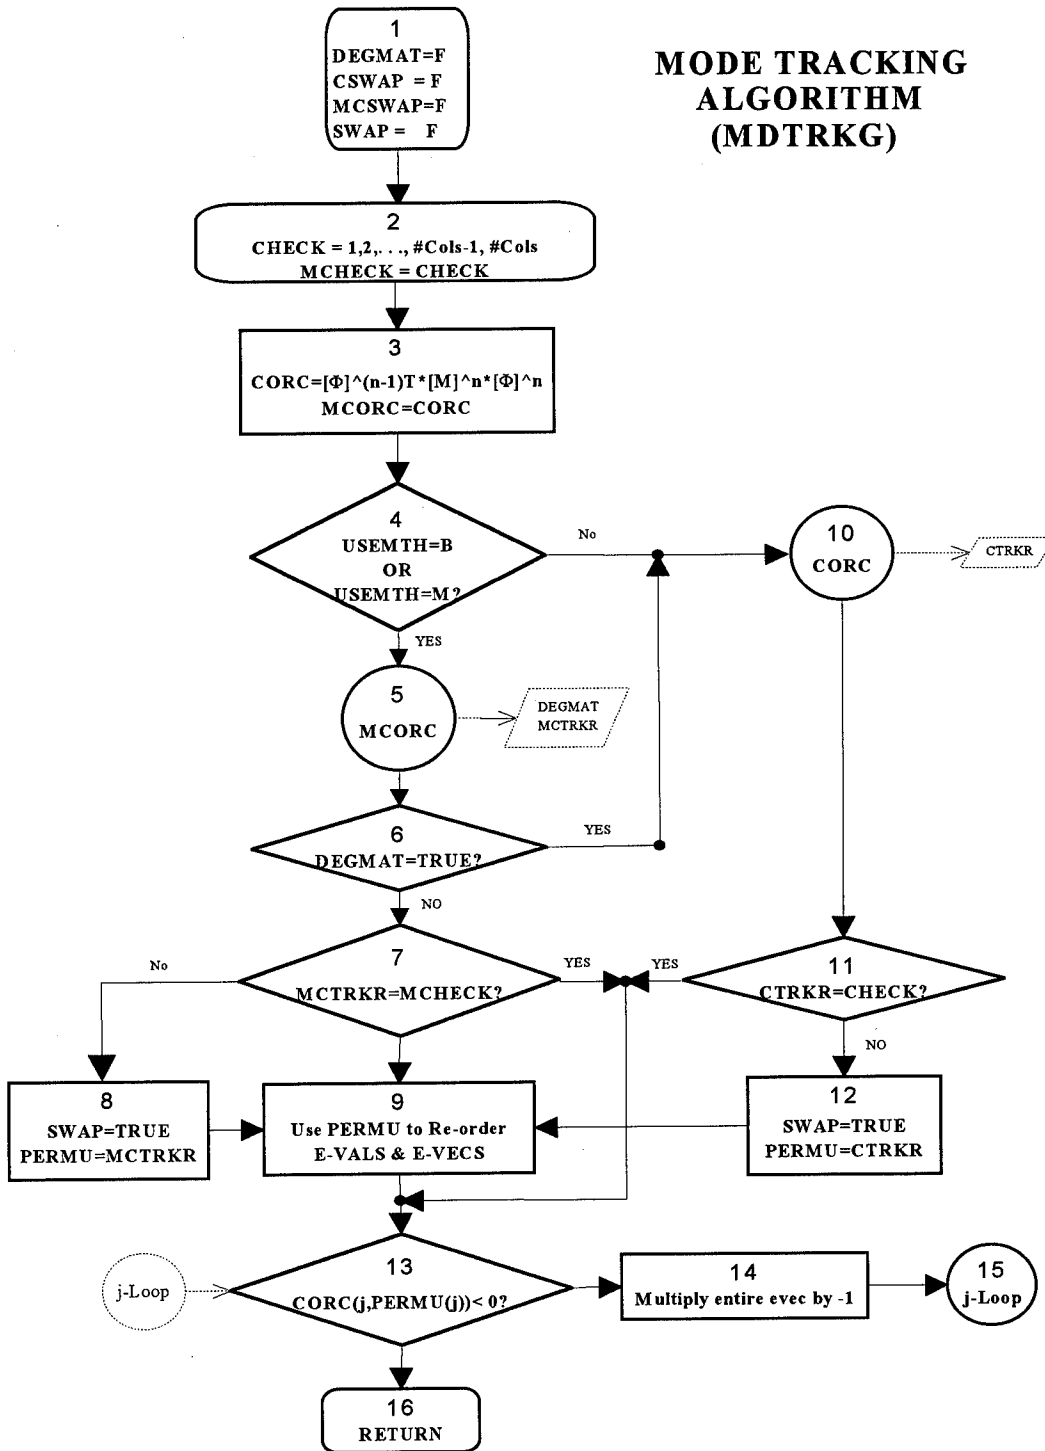 MODE TRACKING
ALGORITHM
(MDTRKG)
1
DEGMAT=F
CSWAP = F
MCSWAP=F
SWAP = F
2
CHECK = 1,2,. . ., #Cols-1, #Cols
MCHECK = CHECK
3
CORC=[Φ]^(n-1)T*[M]^n*[Φ]^n
MCORC=CORC
4
USEMTH=B
OR
USEMTH=M?
No
YES
10
CORC
CTRKR
5
MCORC
DEGMAT
MCTRKR
6
DEGMAT=TRUE?
YES
NO
7
MCTRKR=MCHECK?
No
YES
YES
11
CTRKR=CHECK?
NO
8
SWAP=TRUE
PERMU=MCTRKR
9
Use PERMU to Re-order
E-VALS & E-VECS
12
SWAP=TRUE
PERMU=CTRKR
j-Loop
13
CORC(j,PERMU(j))< 0?
14
Multiply entire evec by -1
15
j-Loop
16
RETURN